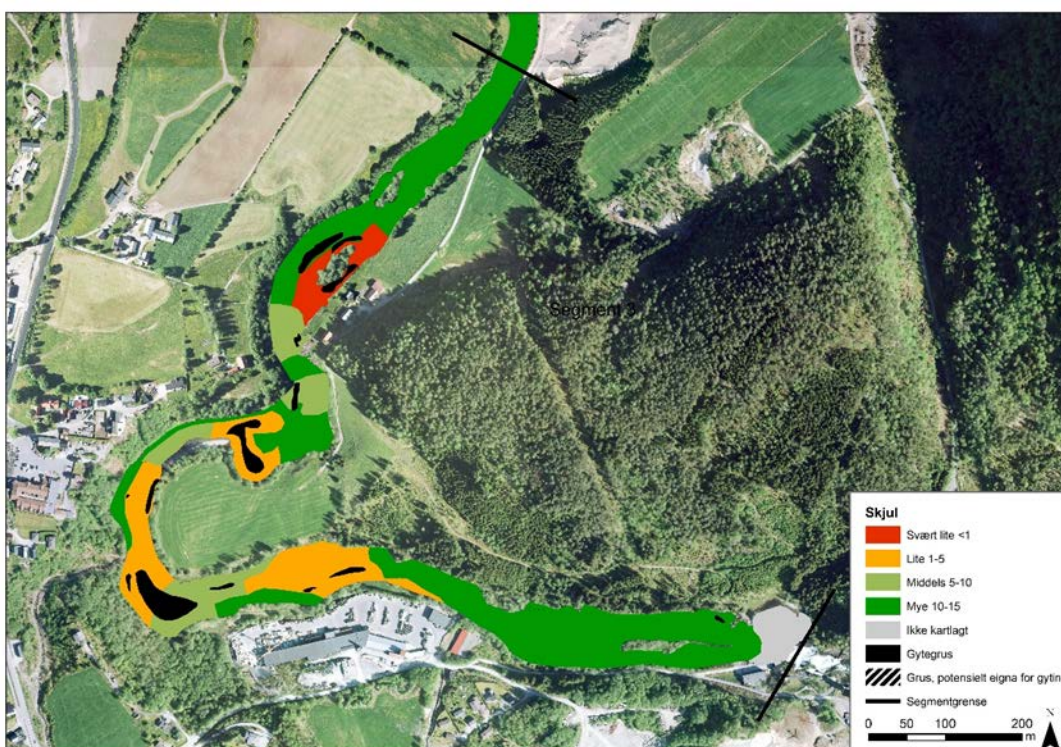 Segment 3
Skjul
Svært lite <1
Lite 1-5
Middels 5-10
Mye 10-15
Ikke kartlagt
Gytegrus
Grus, potensielt eigna for gytin
Segmentgrense
0 50 100 200
m
N